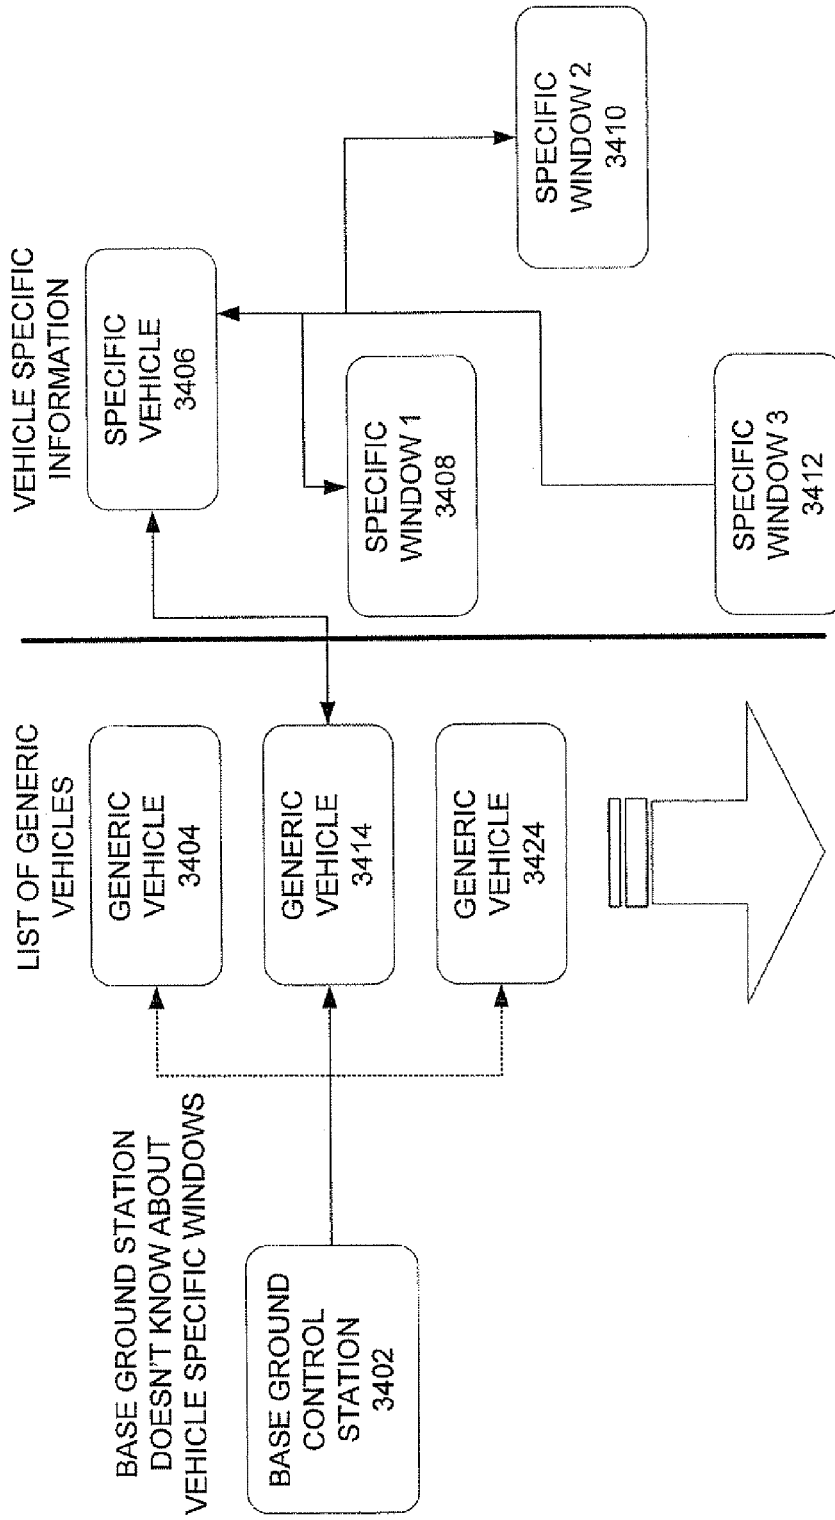 BASE GROUND STATION
DOESN'T KNOW ABOUT
VEHICLE SPECIFIC WINDOWS
BASE GROUND
CONTROL
STATION
3402
LIST OF GENERIC
VEHICLES
GENERIC
VEHICLE
3404
GENERIC
VEHICLE
3414
GENERIC
VEHICLE
3424
VEHICLE SPECIFIC
INFORMATION
SPECIFIC
VEHICLE
3406
SPECIFIC
WINDOW 1
3408
SPECIFIC
WINDOW 2
3410
SPECIFIC
WINDOW 3
3412